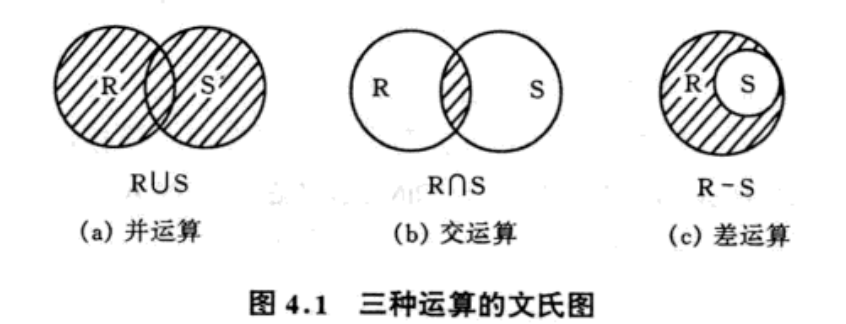 R S
R S
R S
R∪S
R∩S
R-S
(a) 并运算
(b) 交运算
(c) 差运算
图 4.1 三种运算的文氏图